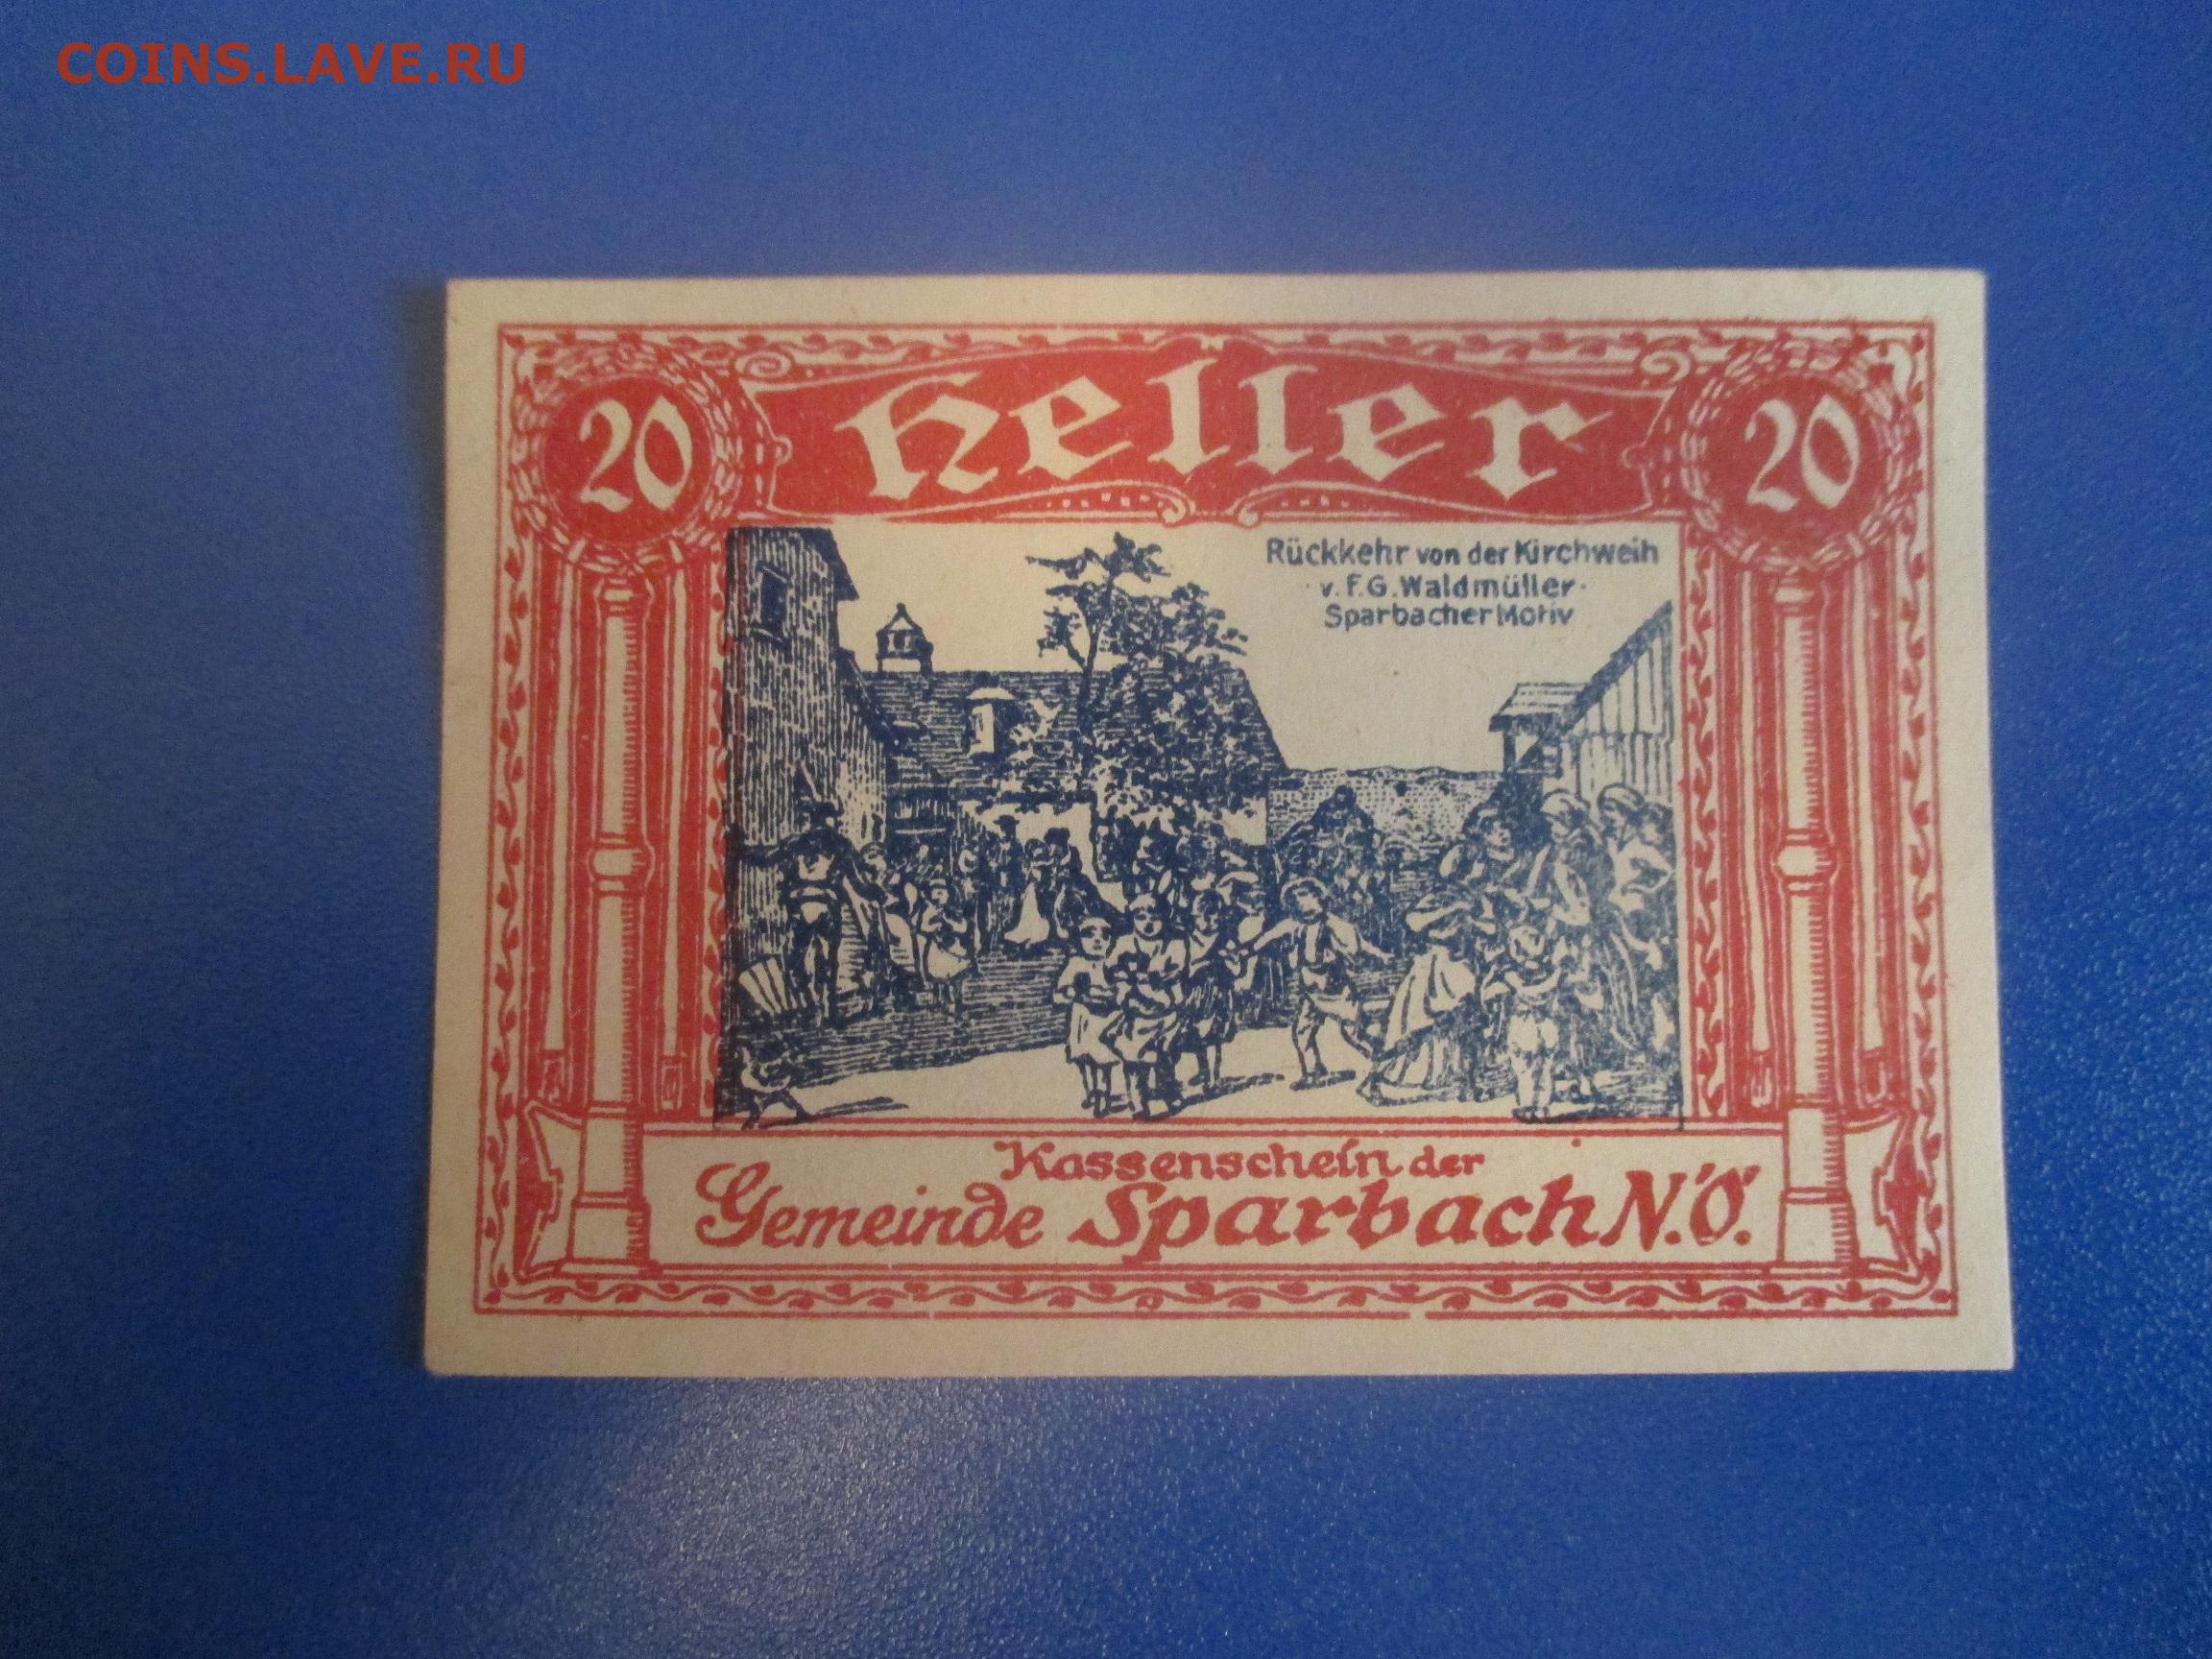 COINS.LAVE.RU
20 Heller 20
Rückkehr von der Kirchweih
v. F.G. Waldmüller.
Sparbacher Motiv
Kassenschein der
Gemeinde Sparbach N.Ö.